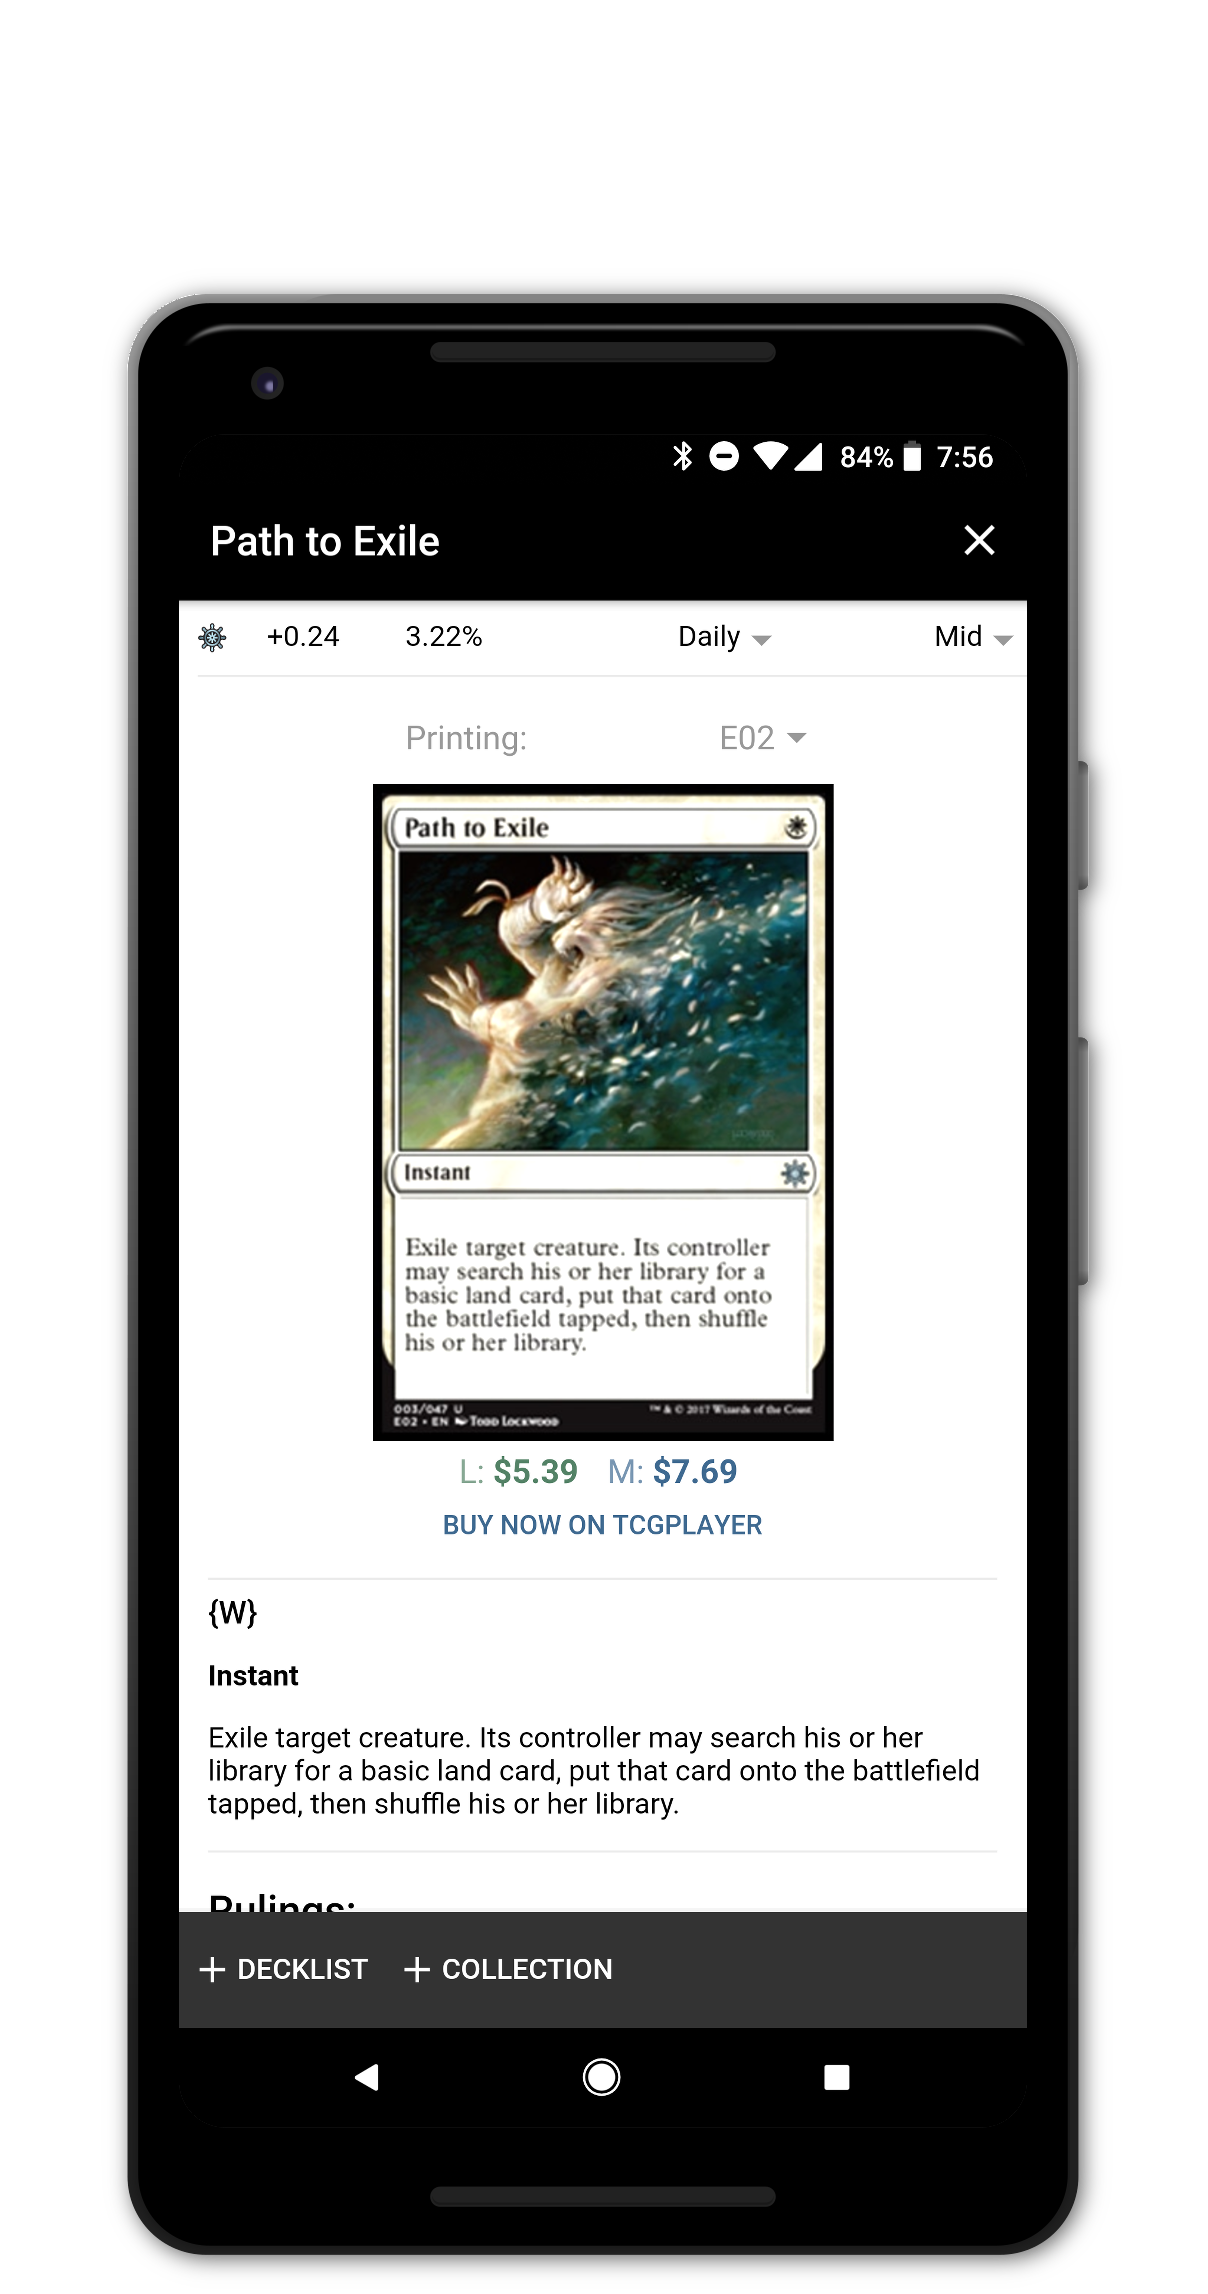 84% 7:56
Path to Exile
+0.24 3.22% Daily Mid
Printing: E02
Path to Exile
Instant
Exile target creature. Its controller
may search his or her library for a
basic land card, put that card onto
the battlefield tapped, then shuffle
his or her library.
003/047 U
™ & © 2017 Wizards of the Coast
E02 • EN Todd Lockwood
L: $5.39 M: $7.69
BUY NOW ON TCGPLAYER
{W}
Instant
Exile target creature. Its controller may search his or her
library for a basic land card, put that card onto the battlefield
tapped, then shuffle his or her library.
Rulings:
+ DECKLIST + COLLECTION